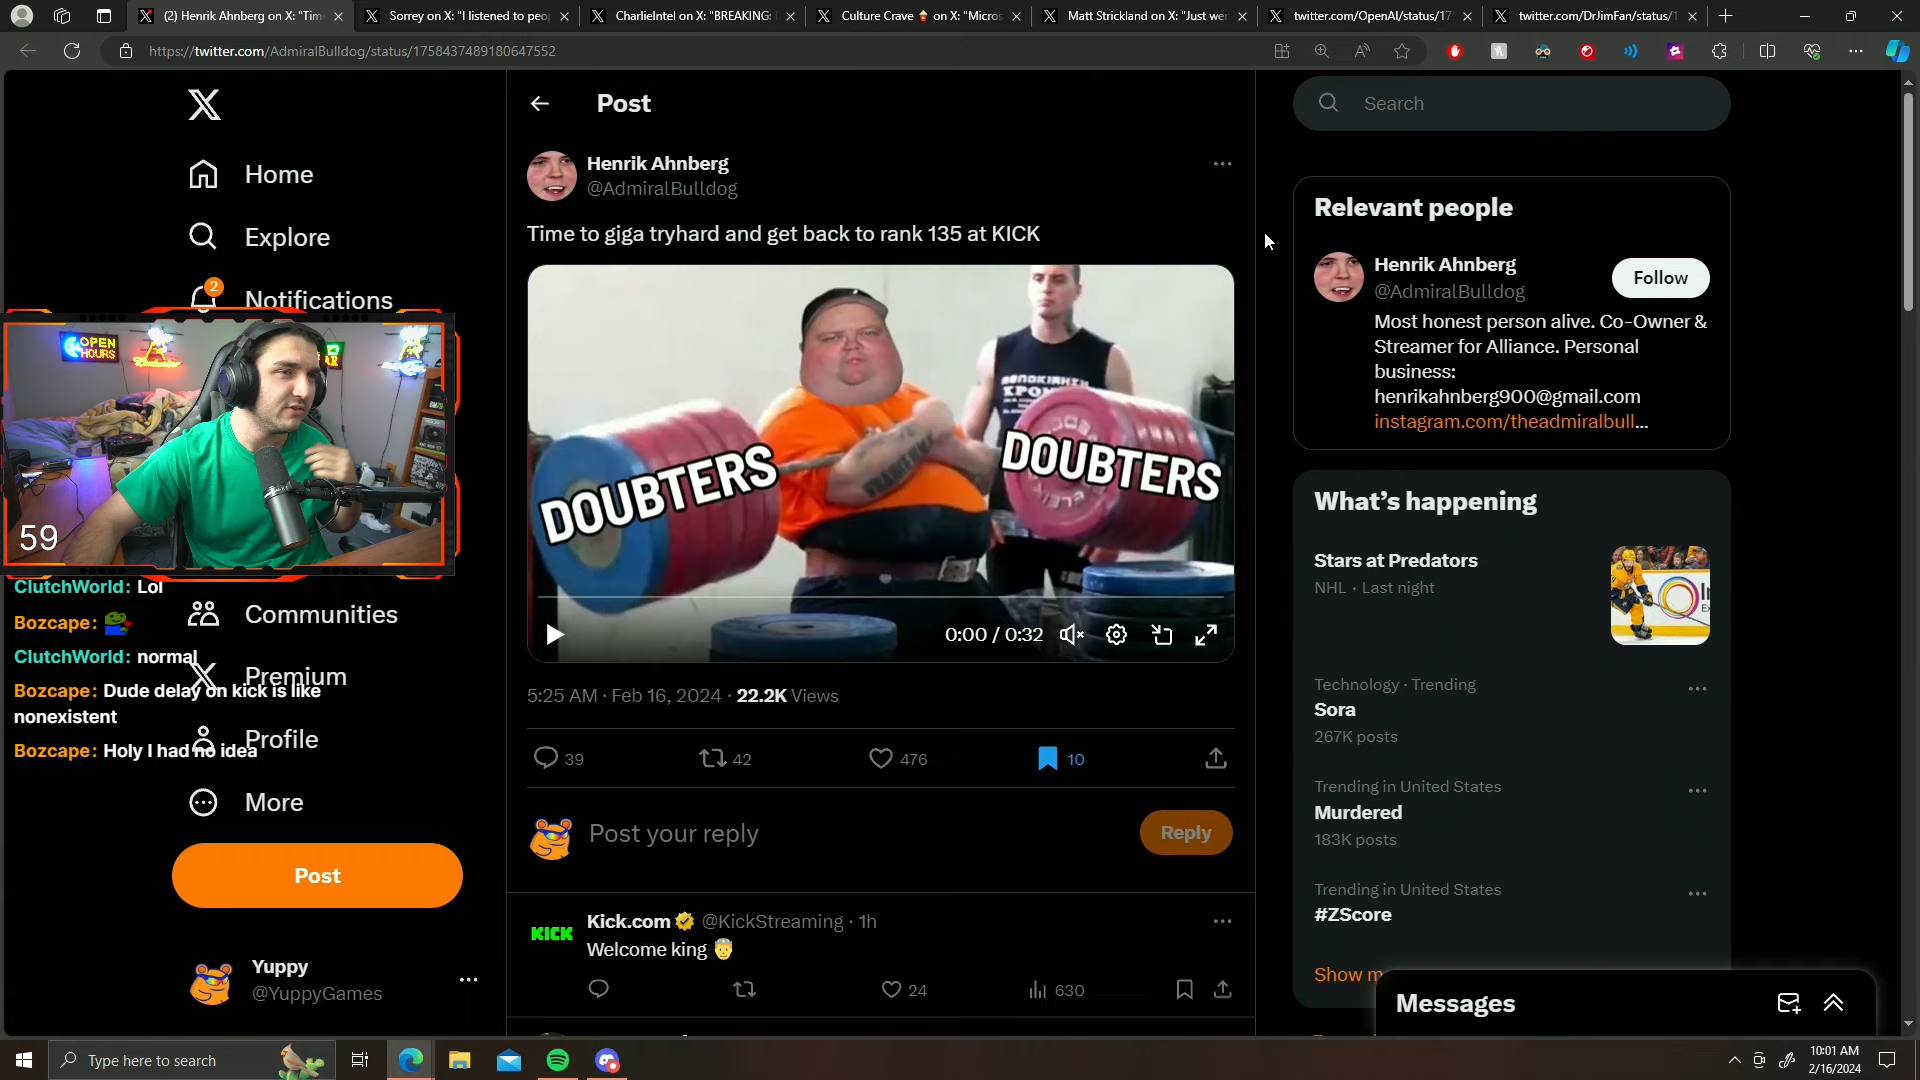 (2) Henrik Ahnberg on X: "Time
Sorrey on X: "I listened to peop
CharlieIntel on X: "BREAKING:
Culture Crave on X: "Micros
Matt Strickland on X: "Just wer
twitter.com/OpenAI/status/17
twitter.com/DrJimFan/status/1
https://twitter.com/AdmiralBulldog/status/1758437489180647552
Home
Explore
2
Notifications
OPEN
HOURS
59
ClutchWorld: Lol
Bozcape:
ClutchWorld: normal
Bozcape: Dude delay on kick is like
nonexistent
Bozcape: Holy I had no idea
Communities
Premium
Profile
More
Post
Yuppy
@YuppyGames
Post
Henrik Ahnberg
@AdmiralBulldog
Time to giga tryhard and get back to rank 135 at KICK
DOUBTERS
DOUBTERS
0:00 / 0:32
5:25 AM · Feb 16, 2024 · 22.2K Views
39
42
476
10
Post your reply
Reply
KICK
Kick.com @KickStreaming · 1h
Welcome king
24
630
Search
Relevant people
Henrik Ahnberg
@AdmiralBulldog
Follow
Most honest person alive. Co-Owner &
Streamer for Alliance. Personal
business:
henrikahnberg900@gmail.com
instagram.com/theadmiralbull...
What's happening
Stars at Predators
NHL · Last night
Technology · Trending
Sora
267K posts
Trending in United States
Murdered
183K posts
Trending in United States
#ZScore
Show m
Messages
Type here to search
10:01 AM
2/16/2024